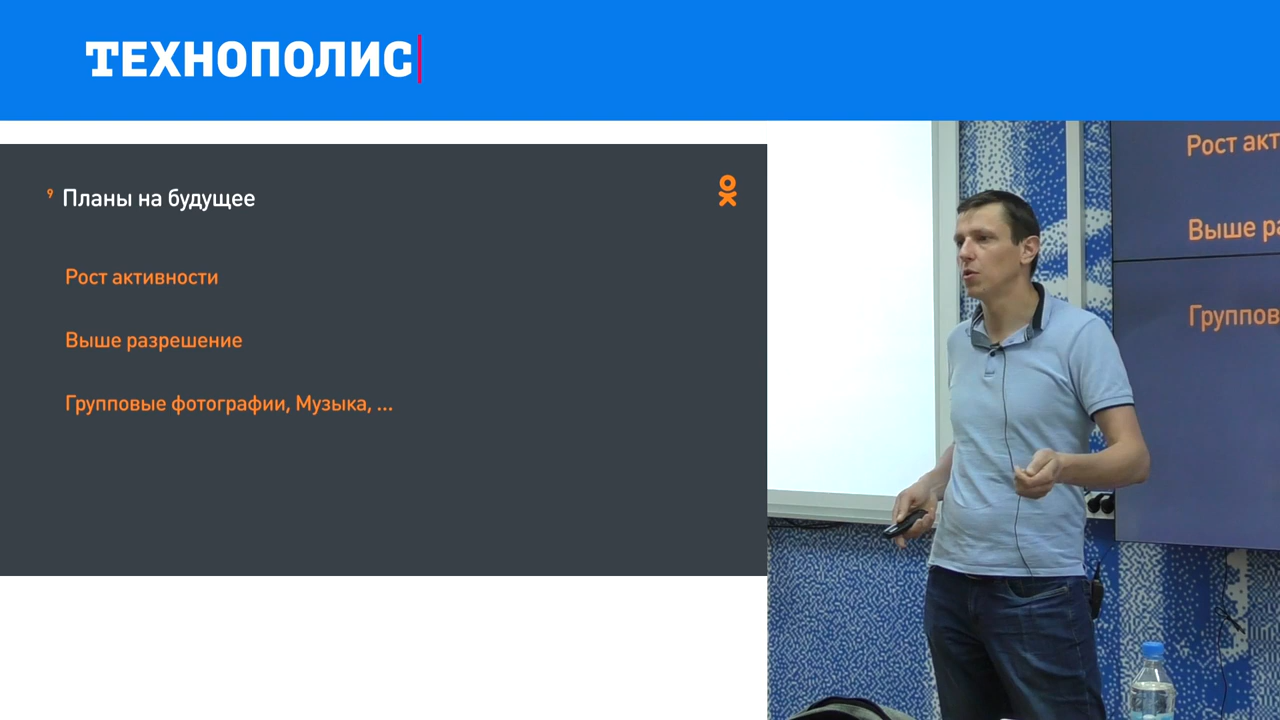 ТЕХНОПОЛИС
9 Планы на будущее
Рост активности
Выше разрешение
Групповые фотографии, Музыка, ...
Рост акт
Выше ра
Группов